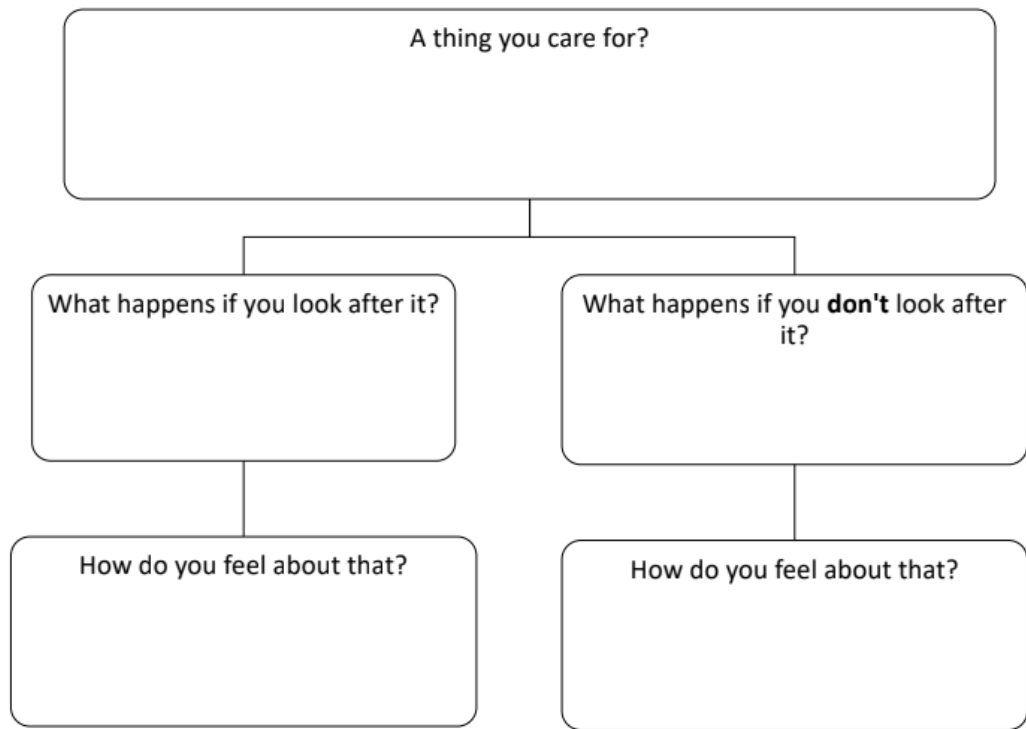 A thing you care for?
What happens if you look after it?
What happens if you don't look after
it?
How do you feel about that?
How do you feel about that?